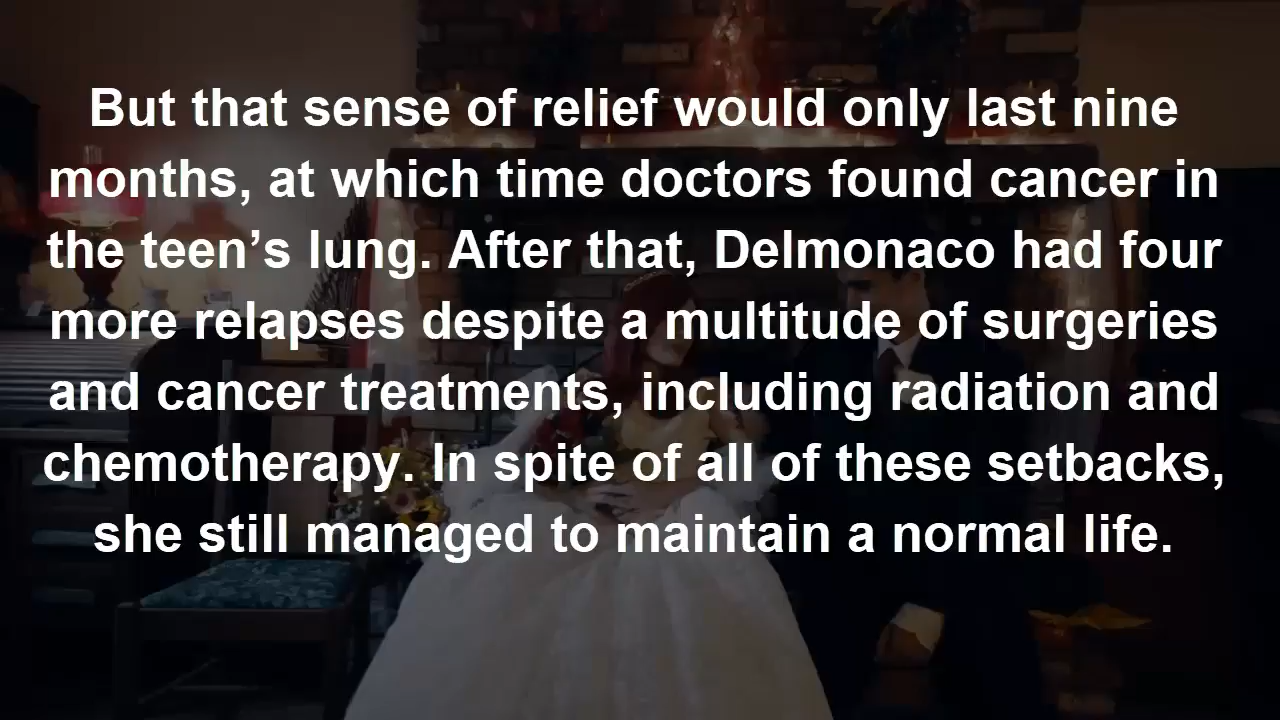 But that sense of relief would only last nine
months, at which time doctors found cancer in
the teen’s lung. After that, Delmonaco had four
more relapses despite a multitude of surgeries
and cancer treatments, including radiation and
chemotherapy. In spite of all of these setbacks,
she still managed to maintain a normal life.